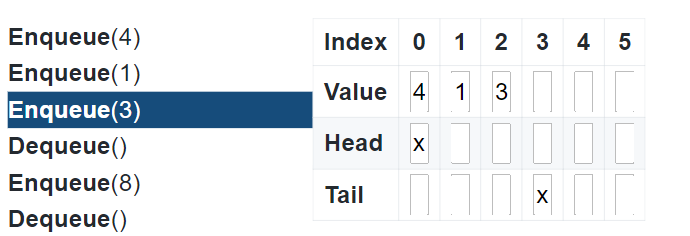 Enqueue(4)
Enqueue(1)
Enqueue(3)
Dequeue()
Enqueue(8)
Dequeue()
Index 0 1 2 3 4 5
Value 4 1 3
Head x
Tail x